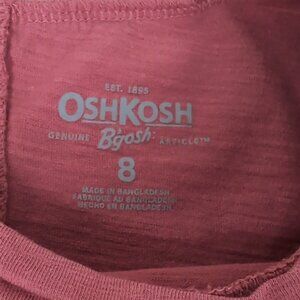 EST. 1895
OSHKOSH
GENUINE B'gosh ARTICLE™
8
MADE IN BANGLADESH
FABRIQUÉ AU BANGLADESH
HECHO EN BANGLADESH